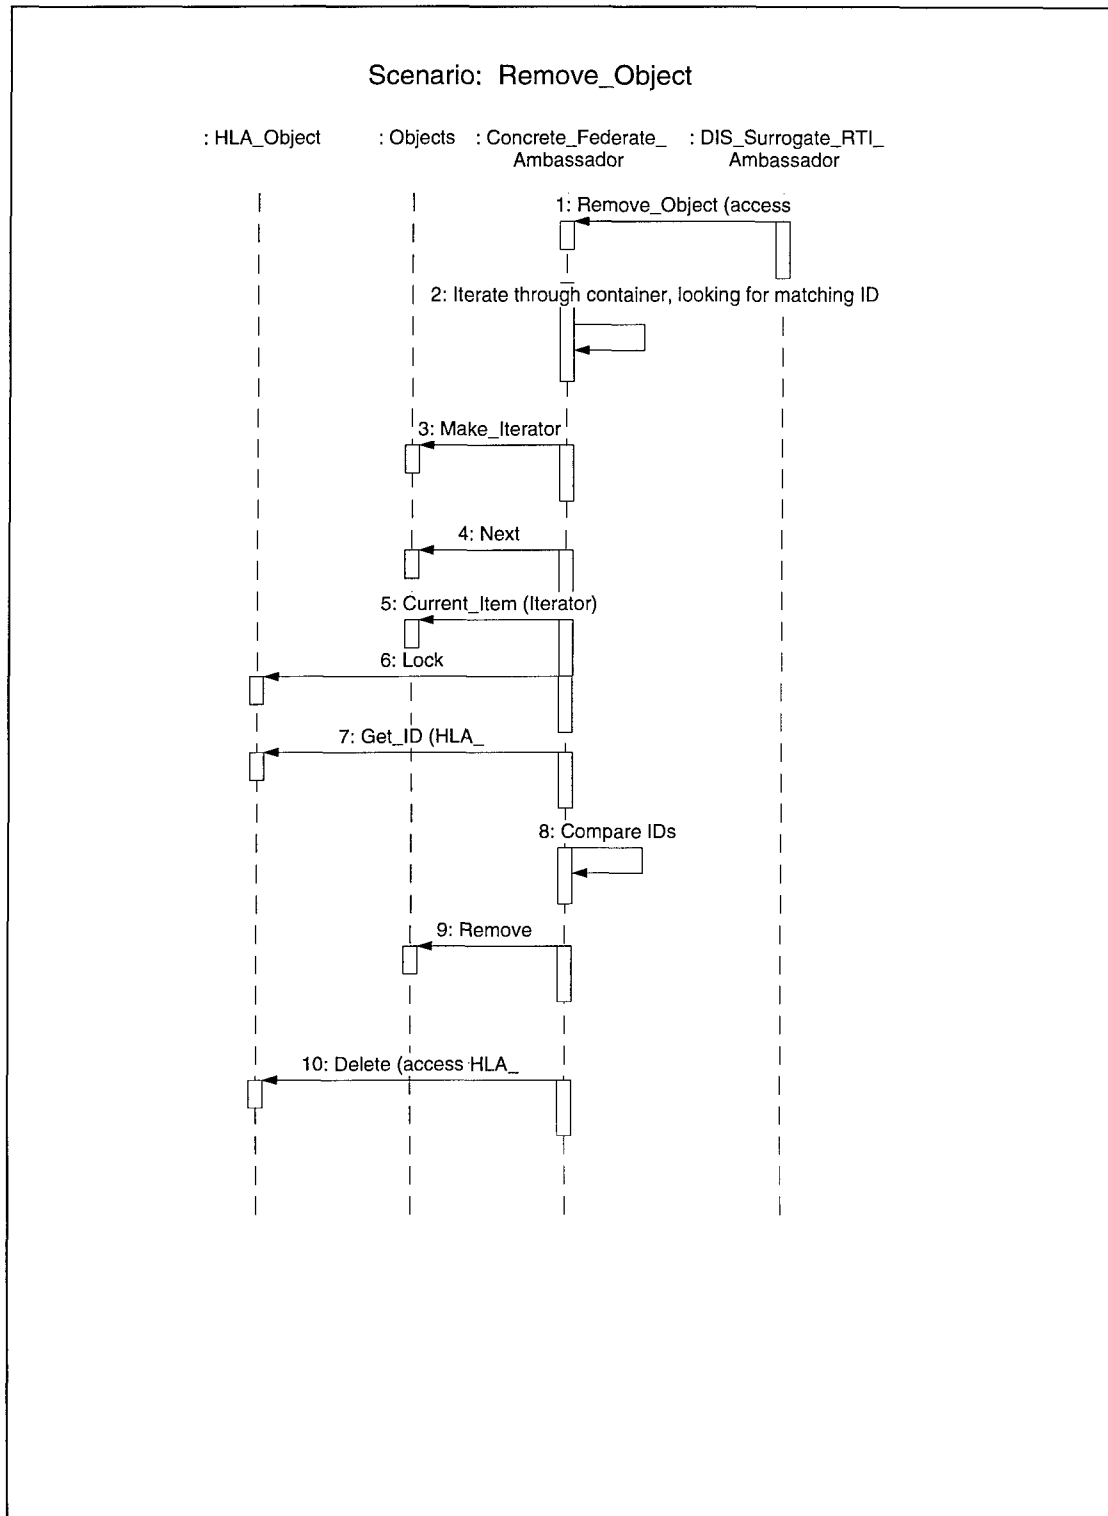 Scenario: Remove_Object
: HLA_Object
: Objects
: Concrete_Federate_
Ambassador
: DIS_Surrogate_RTI_
Ambassador
1: Remove_Object (access
2: Iterate through container, looking for matching ID
3: Make_Iterator
4: Next
5: Current_Item (Iterator)
6: Lock
7: Get_ID (HLA_
8: Compare IDs
9: Remove
10: Delete (access HLA_